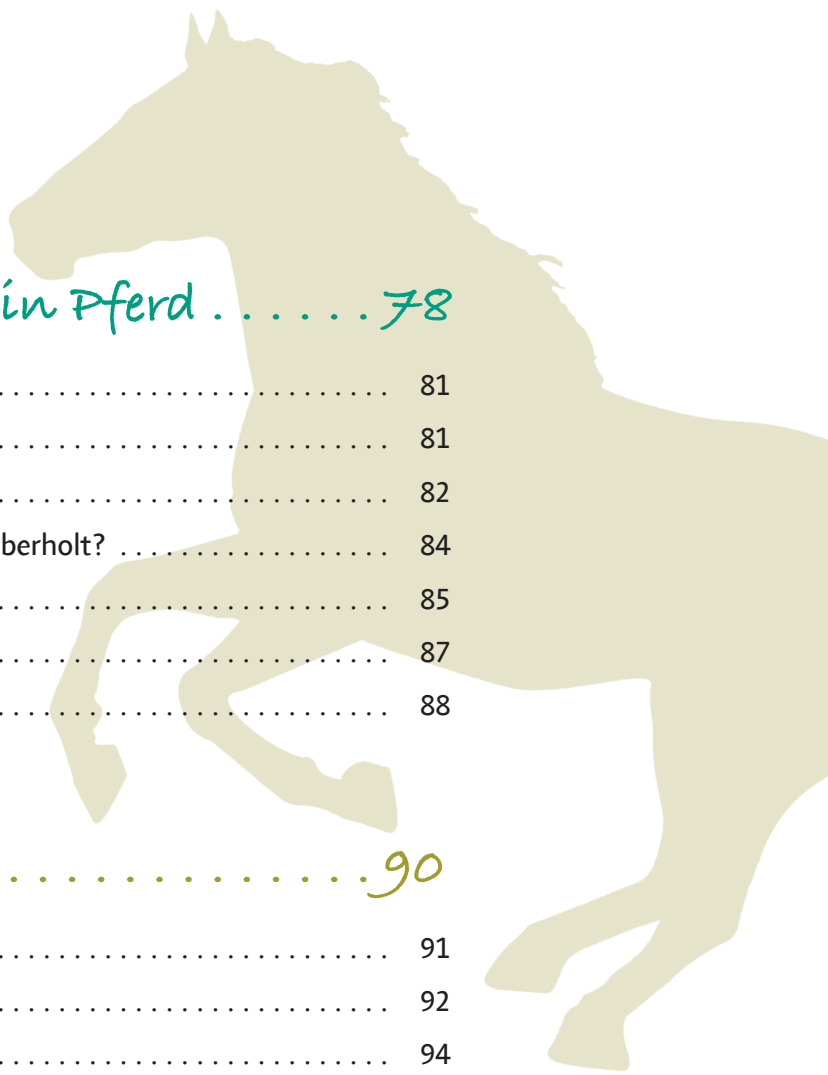 in Pferd . . . . . . 78
. . . . . . . . . . . . . . . . . . . . . . . . . . 81
. . . . . . . . . . . . . . . . . . . . . . . . . . 81
. . . . . . . . . . . . . . . . . . . . . . . . . . 82
berholt? . . . . . . . . . . . . . . . . . . 84
. . . . . . . . . . . . . . . . . . . . . . . . . . 85
. . . . . . . . . . . . . . . . . . . . . . . . . . 87
. . . . . . . . . . . . . . . . . . . . . . . . . . 88
. . . . . . . . . . . . . 90
. . . . . . . . . . . . . . . . . . . . . . . . . . 91
. . . . . . . . . . . . . . . . . . . . . . . . . . 92
. . . . . . . . . . . . . . . . . . . . . . . . . . 94